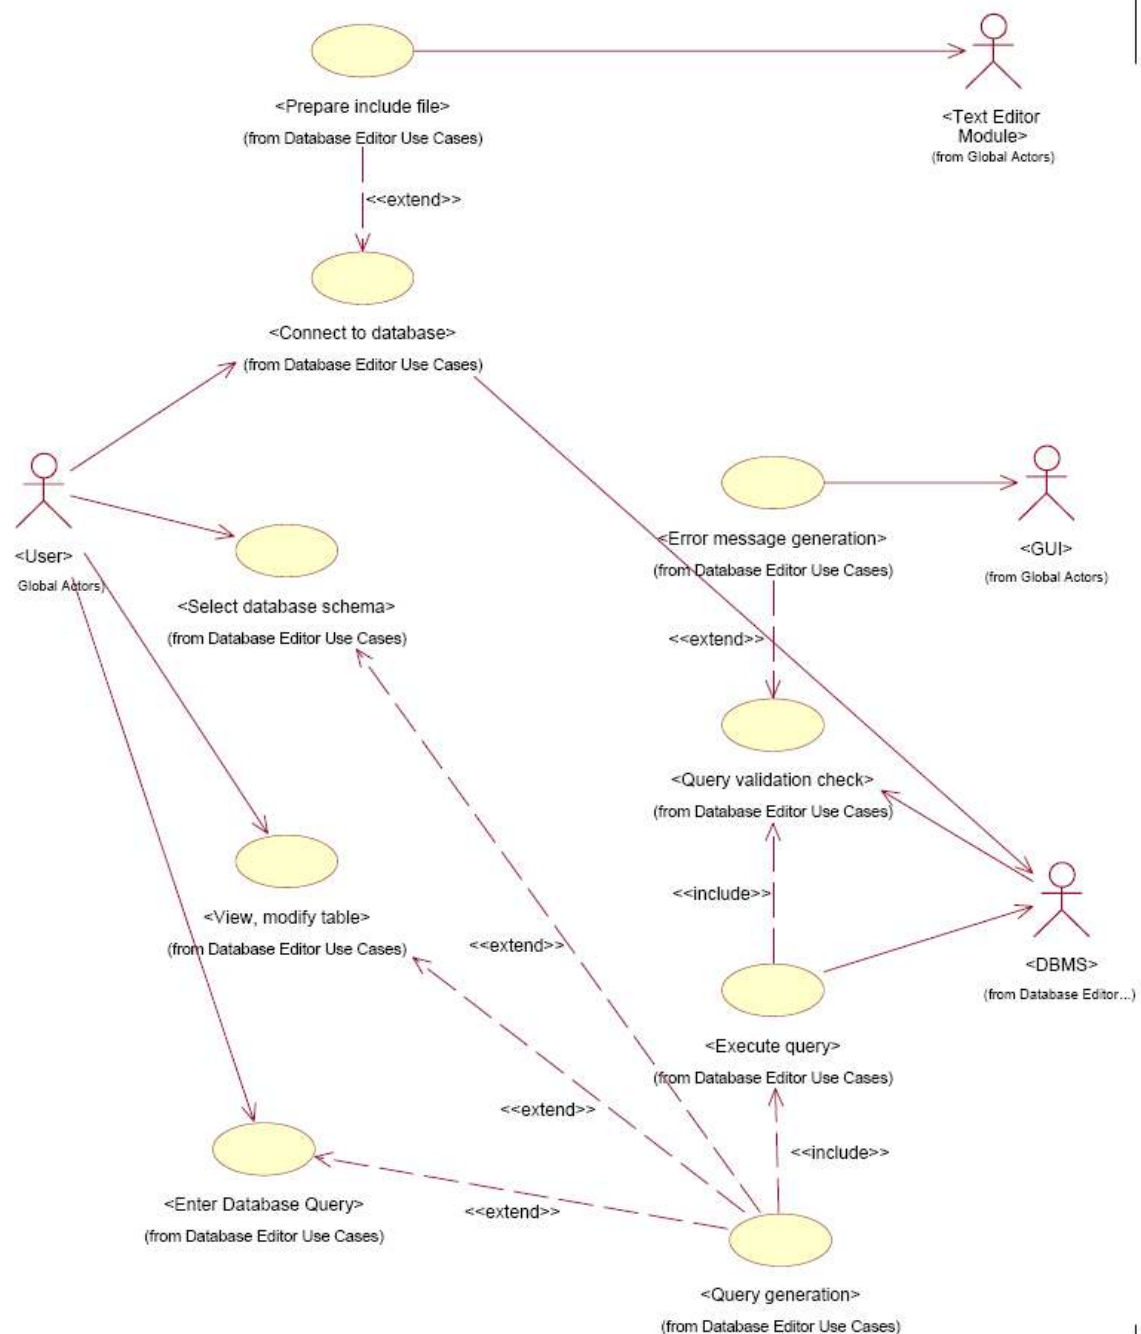 <Prepare include file>
(from Database Editor Use Cases)
<Text Editor
Module>
(from Global Actors)
<<extend>>
<Connect to database>
(from Database Editor Use Cases)
<User>
Global Actors)
<Select database schema>
(from Database Editor Use Cases)
<Error message generation>
(from Database Editor Use Cases)
<GUI>
(from Global Actors)
<<extend>>
<Query validation check>
(from Database Editor Use Cases)
<<include>>
<View, modify table>
(from Database Editor Use Cases)
<<extend>>
<DBMS>
(from Database Editor...)
<Execute query>
(from Database Editor Use Cases)
<<extend>>
<<include>>
<Enter Database Query>
(from Database Editor Use Cases)
<<extend>>
<Query generation>
(from Database Editor Use Cases)